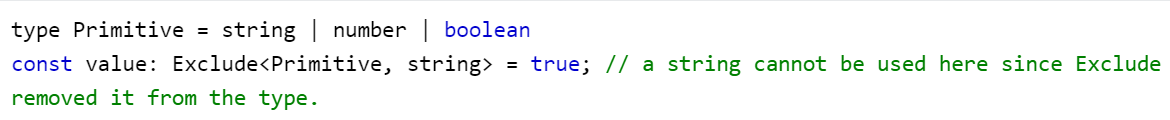 type Primitive = string | number | boolean
const value: Exclude<Primitive, string> = true; // a string cannot be used here since Exclude
removed it from the type.